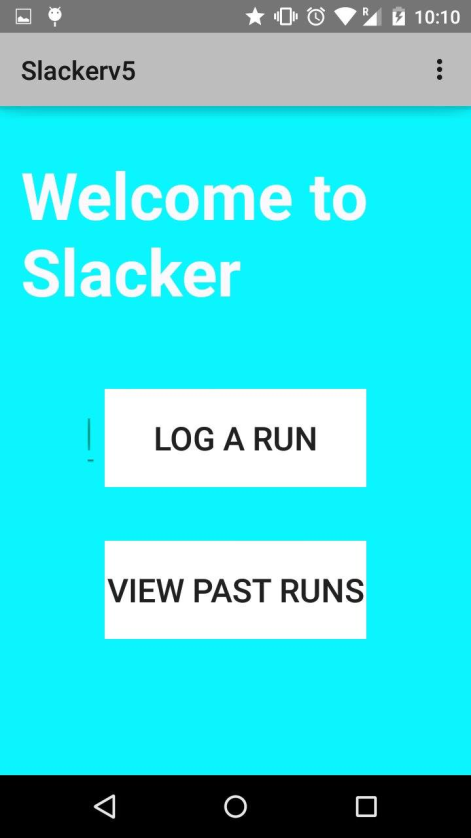 R 10:10
Slackerv5
Welcome to
Slacker
LOG A RUN
VIEW PAST RUNS